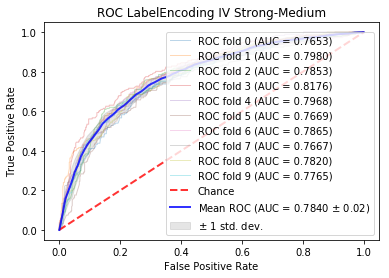 ROC LabelEncoding IV Strong-Medium
True Positive Rate
1.0
0.8
0.6
0.4
0.2
0.0
ROC fold 0 (AUC = 0.7653)
ROC fold 1 (AUC = 0.7980)
ROC fold 2 (AUC = 0.7853)
ROC fold 3 (AUC = 0.8176)
ROC fold 4 (AUC = 0.7968)
ROC fold 5 (AUC = 0.7669)
ROC fold 6 (AUC = 0.7865)
ROC fold 7 (AUC = 0.7667)
ROC fold 8 (AUC = 0.7820)
ROC fold 9 (AUC = 0.7765)
Chance
Mean ROC (AUC = 0.7840 ± 0.02)
± 1 std. dev.
0.0 0.2 0.4 0.6 0.8 1.0
False Positive Rate